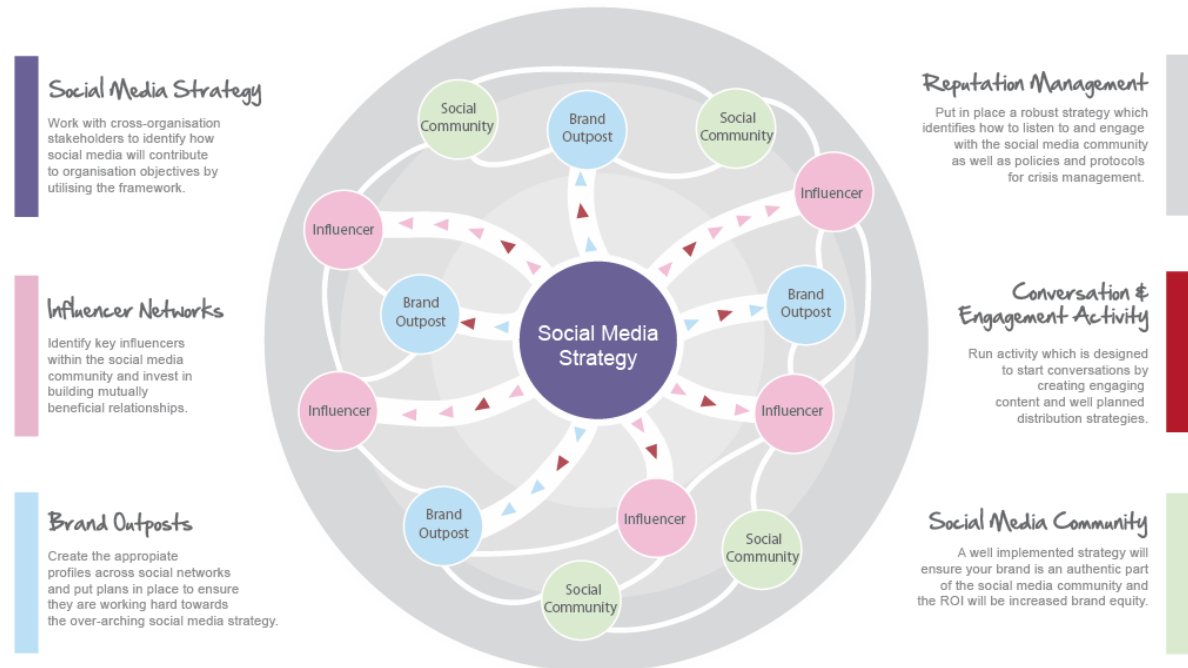 Social Media Strategy
Work with cross-organisation
stakeholders to identify how
social media will contribute
to organisation objectives by
utilising the framework.
Influencer Networks
Identify key influencers
within the social media
community and invest in
building mutually
beneficial relationships.
Brand Outposts
Create the appropiate
profiles across social networks
and put plans in place to ensure
they are working hard towards
the over-arching social media strategy.
Social
Community
Brand
Outpost
Social
Community
Influencer
Influencer
Brand
Outpost
Brand
Outpost
Social Media
Strategy
Influencer
Influencer
Brand
Outpost
Influencer
Social
Community
Social
Community
Reputation Management
Put in place a robust strategy which
identifies how to listen to and engage
with the social media community
as well as policies and protocols
for crisis management.
Conversation &
Engagement Activity
Run activity which is designed
to start conversations by
creating engaging
content and well planned
distribution strategies.
Social Media Community
A well implemented strategy will
ensure your brand is an authentic part
of the social media community and
the ROI will be increased brand equity.